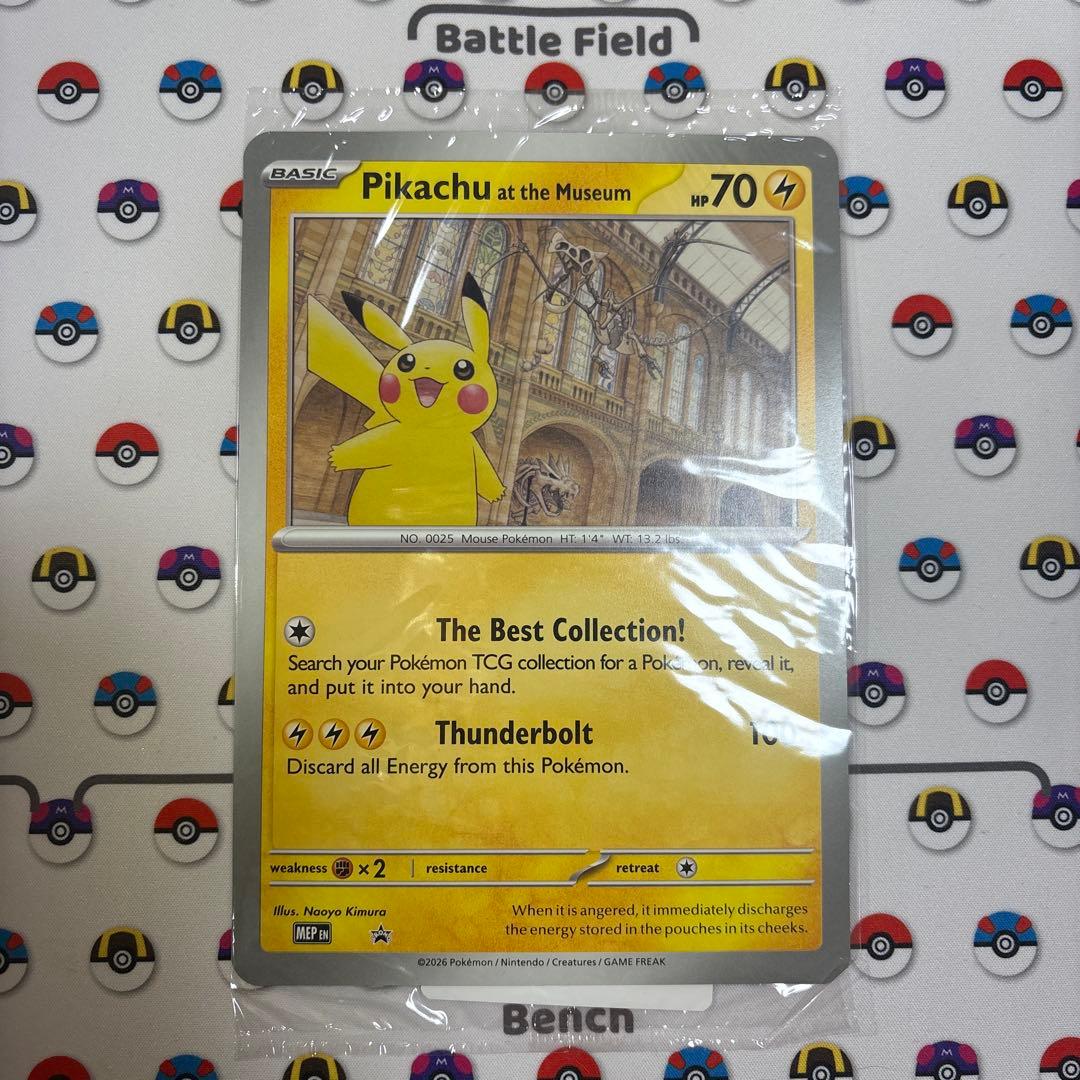 Battle Field
BASIC Pikachu at the Museum HP 70
NO. 0025 Mouse Pokémon HT: 1'4" WT: 13.2 lbs.
The Best Collection!
Search your Pokémon TCG collection for a Pokémon, reveal it,
and put it into your hand.
Thunderbolt
Discard all Energy from this Pokémon.
weakness ×2 resistance retreat
Illus. Naoyo Kimura
When it is angered, it immediately discharges
the energy stored in the pouches in its cheeks.
MEP EN
©2026 Pokémon / Nintendo / Creatures / GAME FREAK
Bench